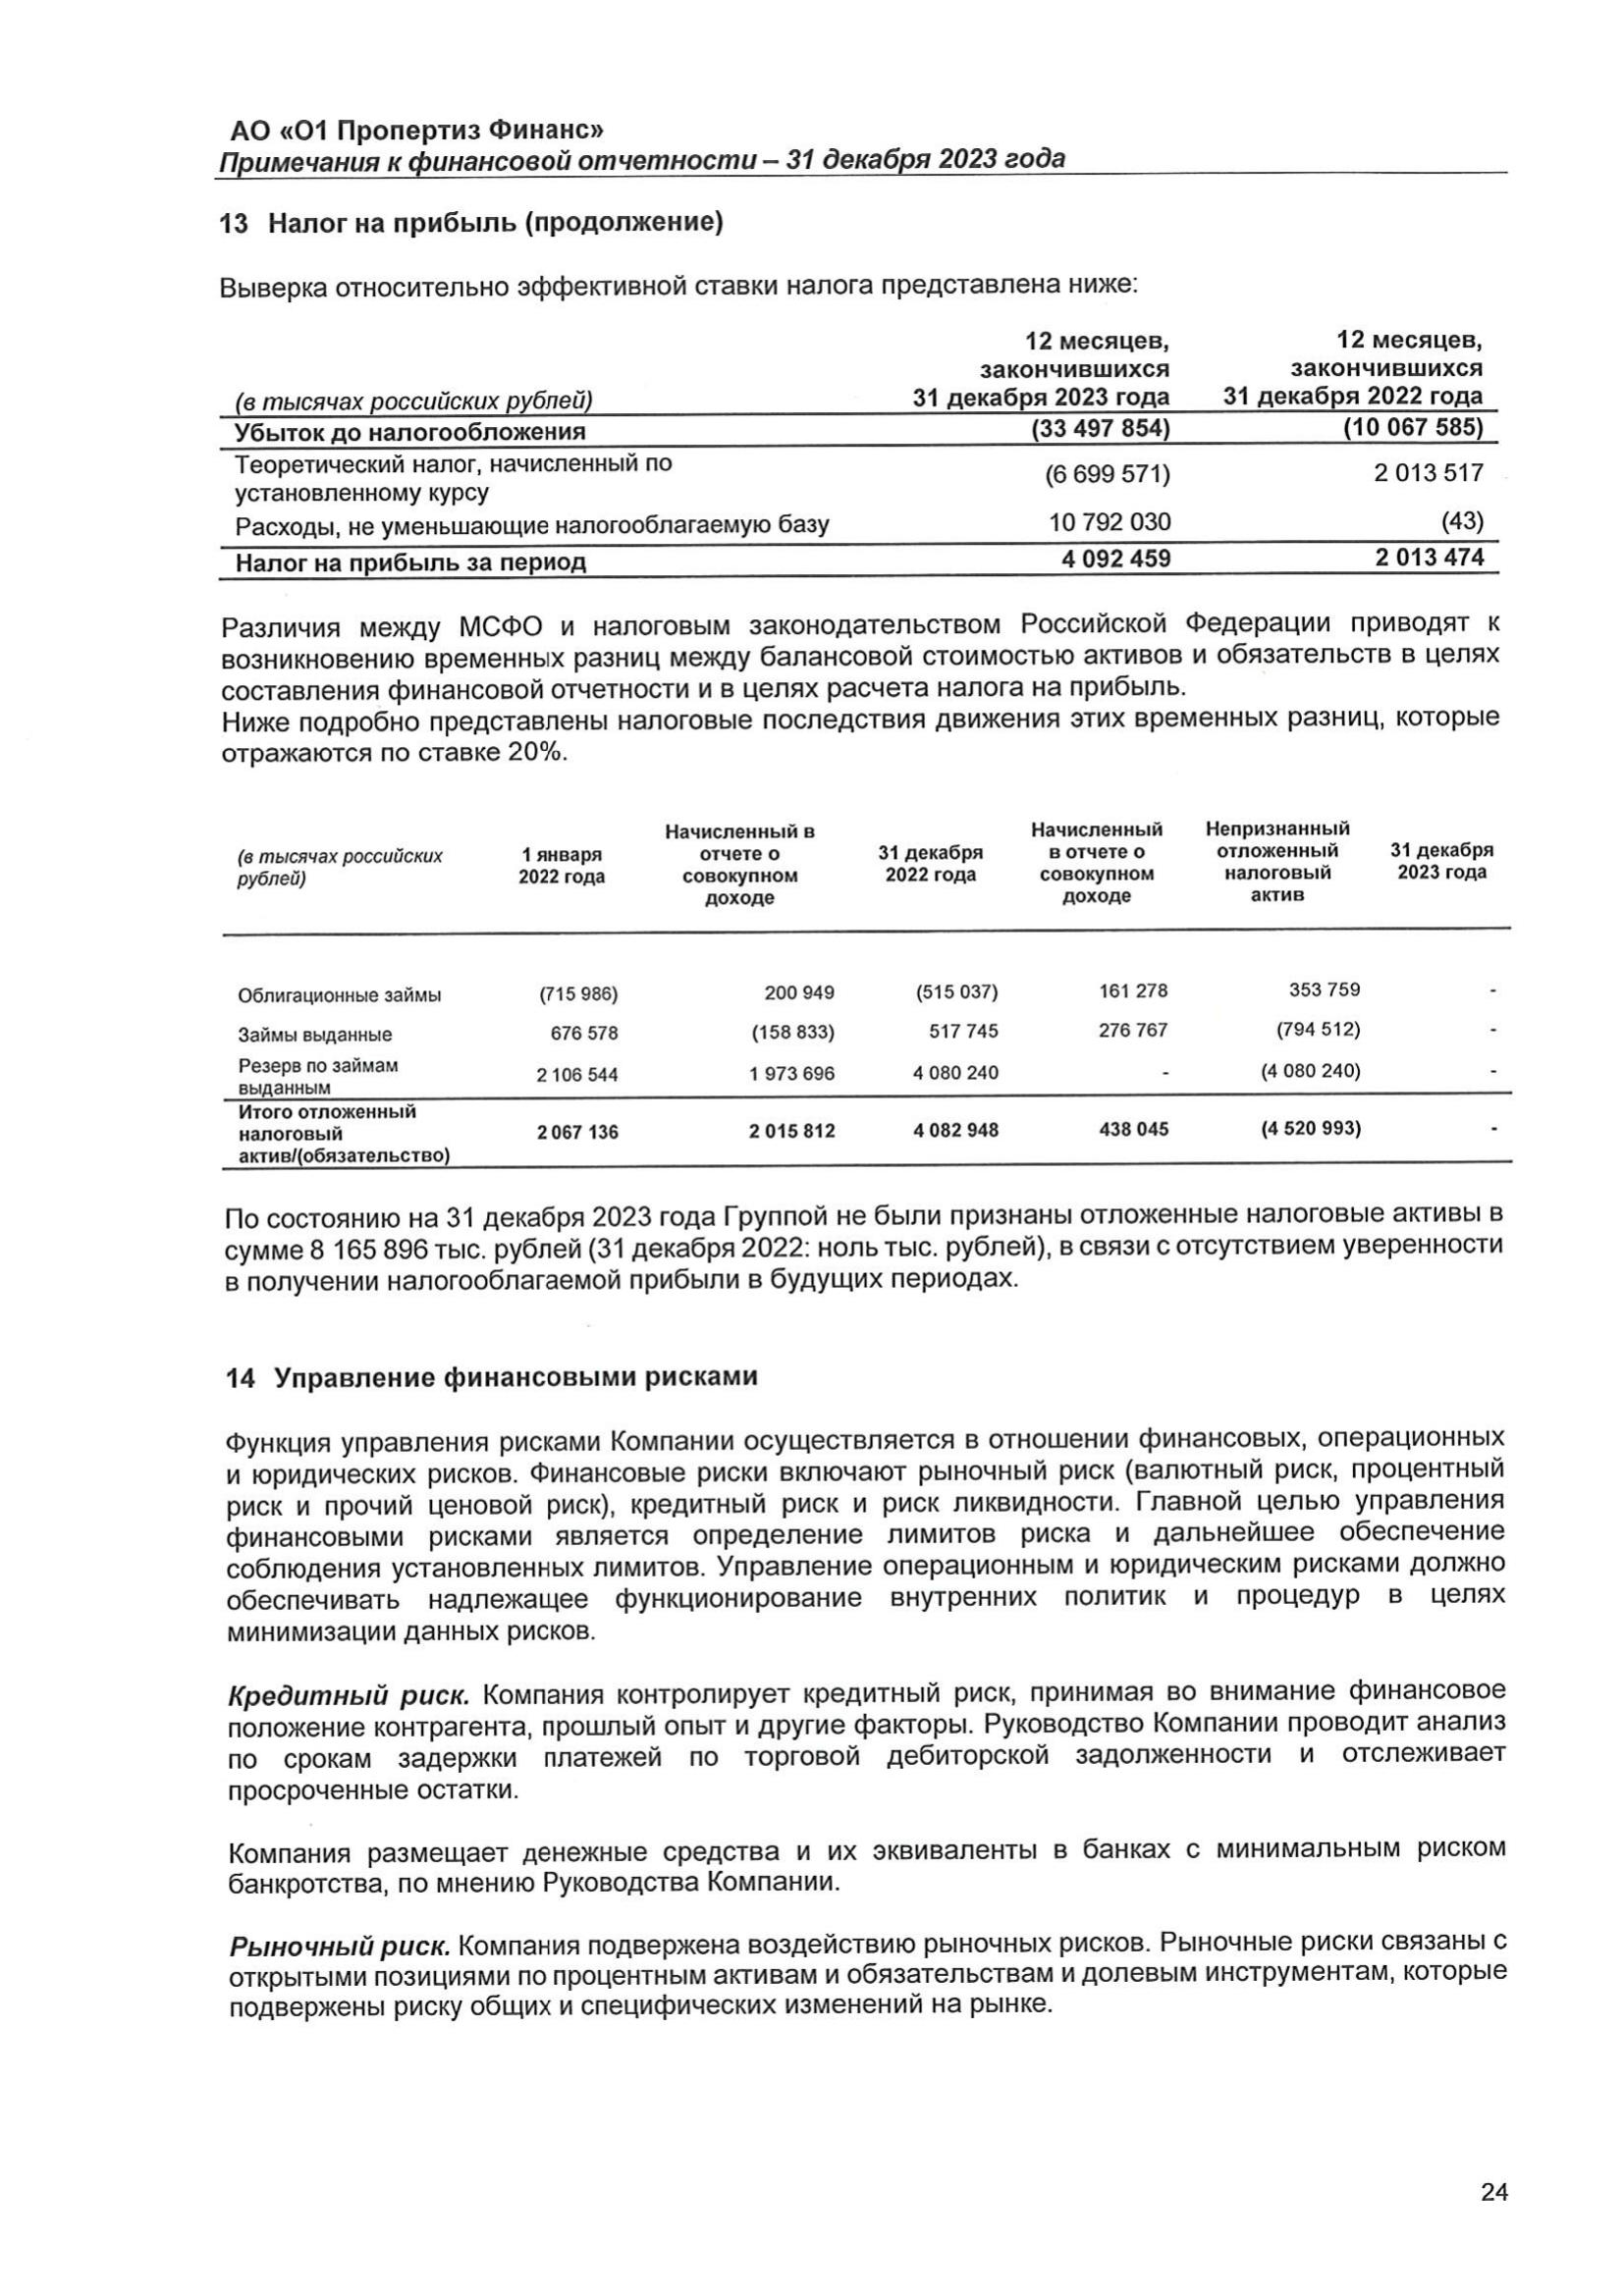 АО «О1 Пропертиз Финанс»
Примечания к финансовой отчетности – 31 декабря 2023 года
13 Налог на прибыль (продолжение)
Выверка относительно эффективной ставки налога представлена ниже:
12 месяцев, 12 месяцев,
закончившихся закончившихся
(в тысячах российских рублей) 31 декабря 2023 года 31 декабря 2022 года
Убыток до налогообложения (33 497 854) (10 067 585)
Теоретический налог, начисленный по
установленному курсу (6 699 571) 2 013 517
Расходы, не уменьшающие налогооблагаемую базу 10 792 030 (43)
Налог на прибыль за период 4 092 459 2 013 474
Различия между МСФО и налоговым законодательством Российской Федерации приводят к
возникновению временных разниц между балансовой стоимостью активов и обязательств в целях
составления финансовой отчетности и в целях расчета налога на прибыль.
Ниже подробно представлены налоговые последствия движения этих временных разниц, которые
отражаются по ставке 20%.
Начисленный в Начисленный Непризнанный
(в тысячах российских 1 января отчете о 31 декабря в отчете о отложенный 31 декабря
рублей) 2022 года совокупном 2022 года совокупном налоговый 2023 года
доходе доходе актив
Облигационные займы (715 986) 200 949 (515 037) 161 278 353 759 -
Займы выданные 676 578 (158 833) 517 745 276 767 (794 512) -
Резерв по займам
выданным 2 106 544 1 973 696 4 080 240 - (4 080 240) -
Итого отложенный
налоговый 2 067 136 2 015 812 4 082 948 438 045 (4 520 993) -
актив/(обязательство)
По состоянию на 31 декабря 2023 года Группой не были признаны отложенные налоговые активы в
сумме 8 165 896 тыс. рублей (31 декабря 2022: ноль тыс. рублей), в связи с отсутствием уверенности
в получении налогооблагаемой прибыли в будущих периодах.
14 Управление финансовыми рисками
Функция управления рисками Компании осуществляется в отношении финансовых, операционных
и юридических рисков. Финансовые риски включают рыночный риск (валютный риск, процентный
риск и прочий ценовой риск), кредитный риск и риск ликвидности. Главной целью управления
финансовыми рисками является определение лимитов риска и дальнейшее обеспечение
соблюдения установленных лимитов. Управление операционным и юридическим рисками должно
обеспечивать надлежащее функционирование внутренних политик и процедур в целях
минимизации данных рисков.
Кредитный риск. Компания контролирует кредитный риск, принимая во внимание финансовое
положение контрагента, прошлый опыт и другие факторы. Руководство Компании проводит анализ
по срокам задержки платежей по торговой дебиторской задолженности и отслеживает
просроченные остатки.
Компания размещает денежные средства и их эквиваленты в банках с минимальным риском
банкротства, по мнению Руководства Компании.
Рыночный риск. Компания подвержена воздействию рыночных рисков. Рыночные риски связаны с
открытыми позициями по процентным активам и обязательствам и долевым инструментам, которые
подвержены риску общих и специфических изменений на рынке.
24